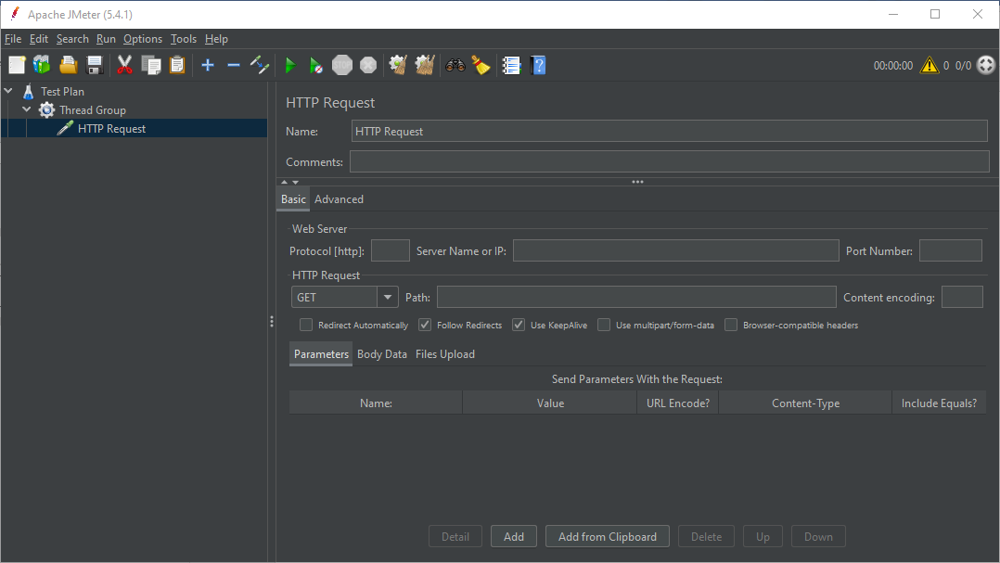 Apache JMeter (5.4.1)
File Edit Search Run Options Tools Help
00:00:00 0 0/0
Test Plan
Thread Group
HTTP Request
HTTP Request
Name: HTTP Request
Comments:
Basic Advanced
Web Server
Protocol [http]: Server Name or IP: Port Number:
HTTP Request
GET Path: Content encoding:
Redirect Automatically Follow Redirects Use KeepAlive Use multipart/form-data Browser-compatible headers
Parameters Body Data Files Upload
Send Parameters With the Request:
Name: Value URL Encode? Content-Type Include Equals?
Detail Add Add from Clipboard Delete Up Down